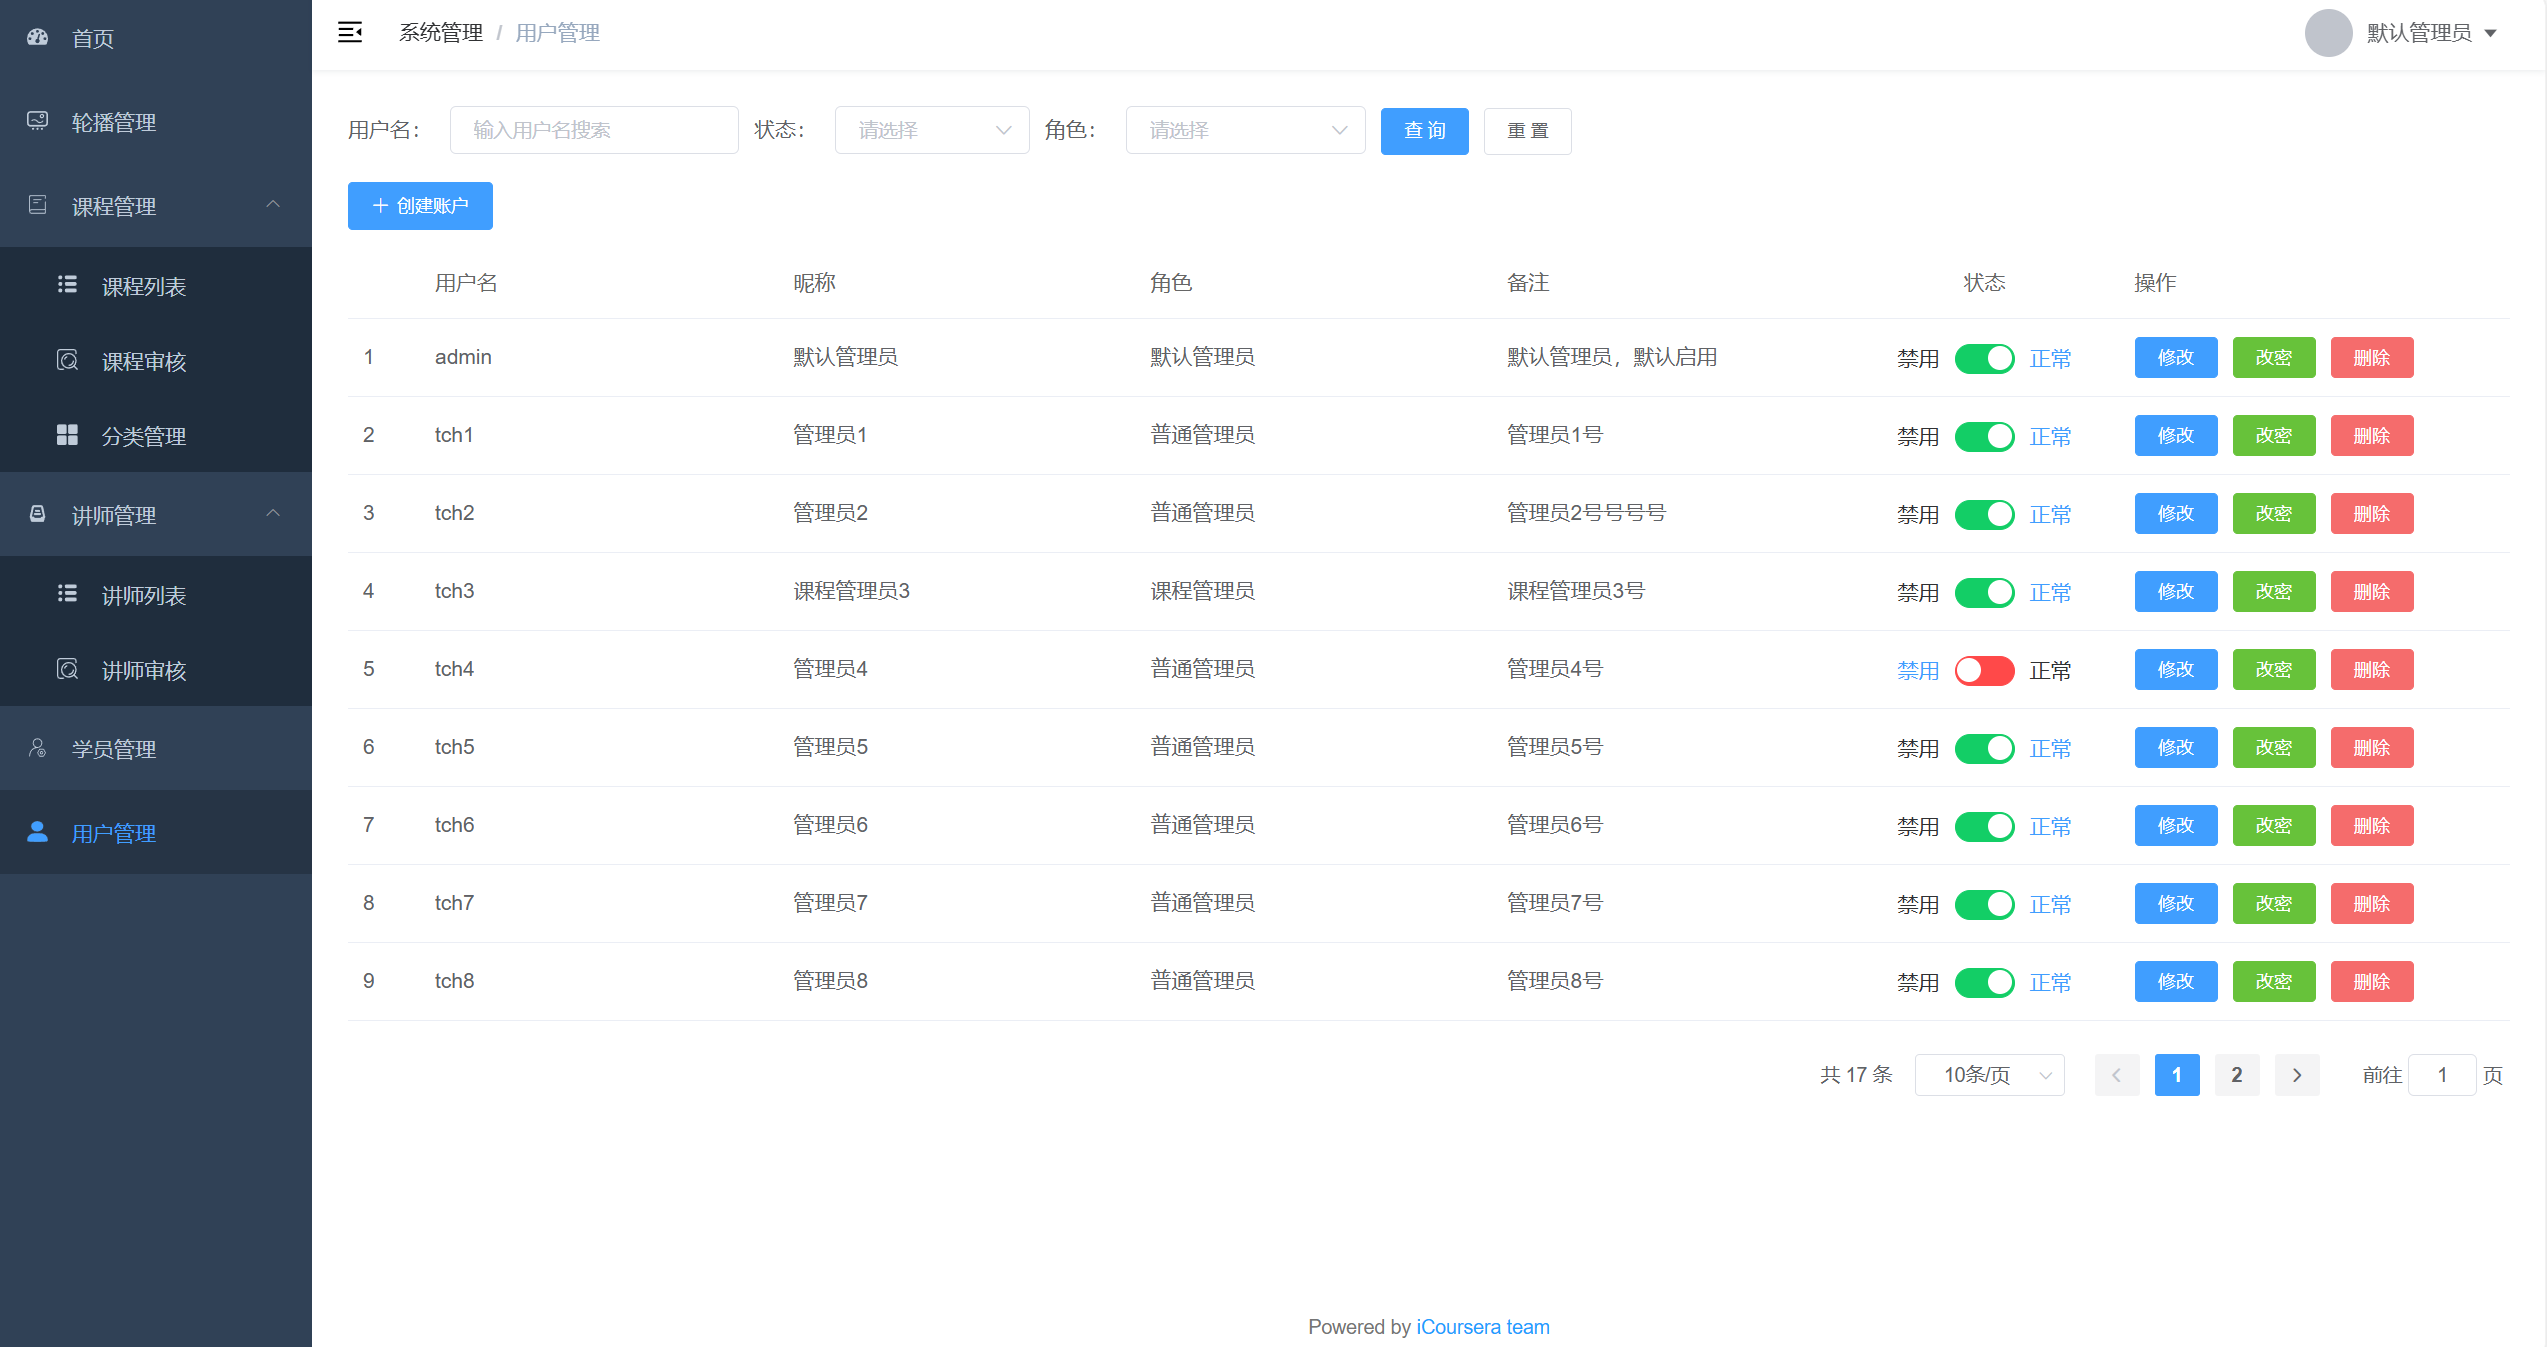 首页
轮播管理
课程管理
课程列表
课程审核
分类管理
讲师管理
讲师列表
讲师审核
学员管理
用户管理
系统管理 / 用户管理
默认管理员
用户名: 输入用户名搜索 状态: 请选择 角色: 请选择 查 询 重 置
+ 创建账户
用户名 昵称 角色 备注 状态 操作
1 admin 默认管理员 默认管理员 默认管理员，默认启用 禁用 正常 修改 改密 删除
2 tch1 管理员1 普通管理员 管理员1号 禁用 正常 修改 改密 删除
3 tch2 管理员2 普通管理员 管理员2号号号号 禁用 正常 修改 改密 删除
4 tch3 课程管理员3 课程管理员 课程管理员3号 禁用 正常 修改 改密 删除
5 tch4 管理员4 普通管理员 管理员4号 禁用 正常 修改 改密 删除
6 tch5 管理员5 普通管理员 管理员5号 禁用 正常 修改 改密 删除
7 tch6 管理员6 普通管理员 管理员6号 禁用 正常 修改 改密 删除
8 tch7 管理员7 普通管理员 管理员7号 禁用 正常 修改 改密 删除
9 tch8 管理员8 普通管理员 管理员8号 禁用 正常 修改 改密 删除
共 17 条 10条/页 1 2 前往 1 页
Powered by iCoursera team